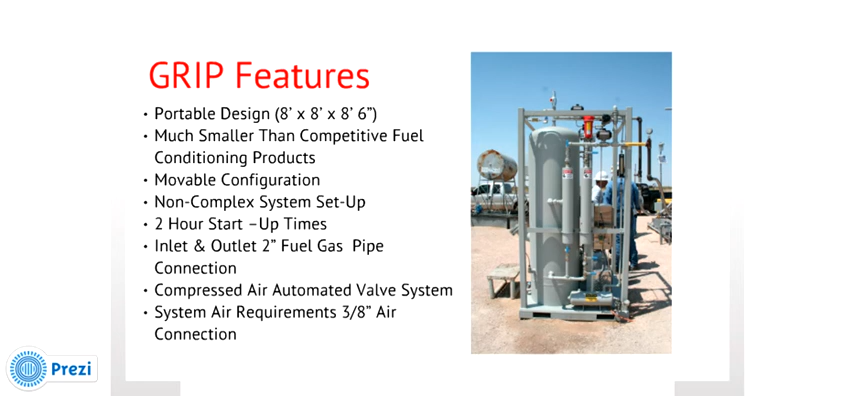 GRIP Features
• Portable Design (8’ x 8’ x 8’ 6”)
• Much Smaller Than Competitive Fuel
Conditioning Products
• Movable Configuration
• Non-Complex System Set-Up
• 2 Hour Start –Up Times
• Inlet & Outlet 2” Fuel Gas  Pipe
Connection
• Compressed Air Automated Valve System
• System Air Requirements 3/8” Air
Connection
Prezi